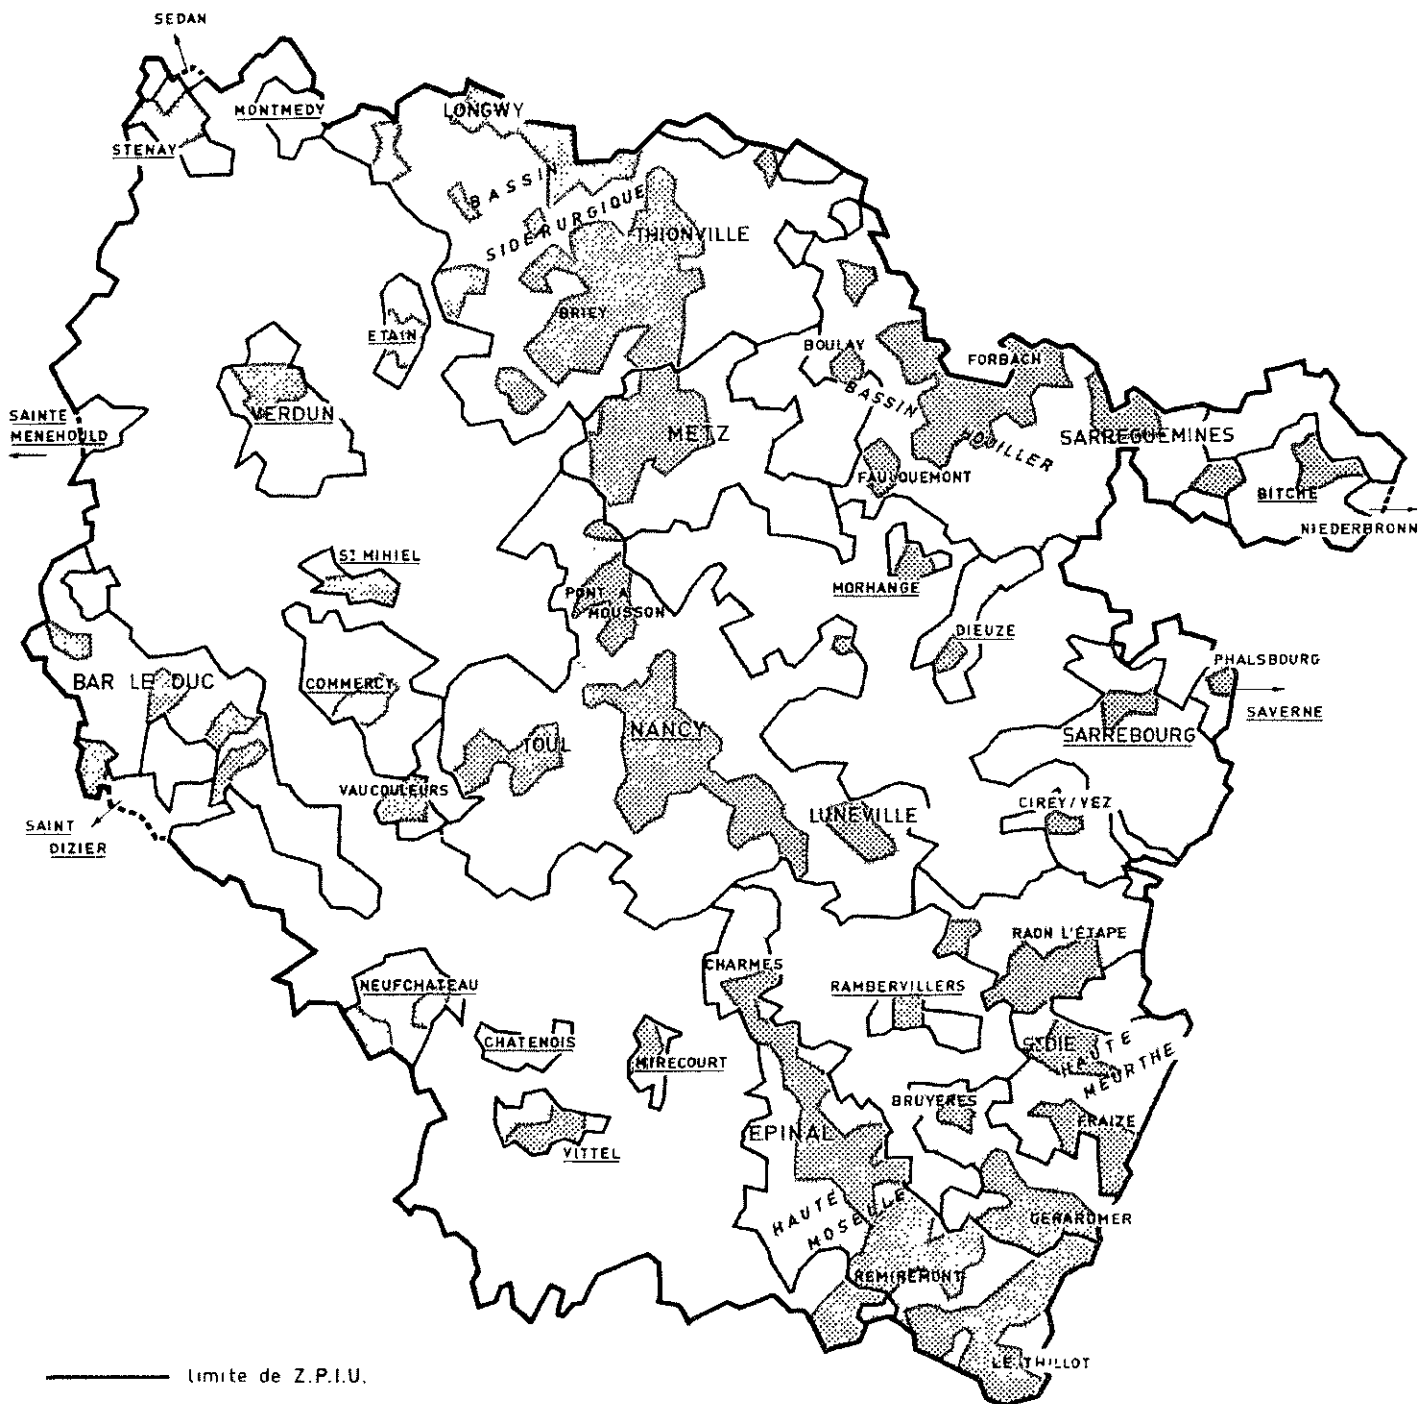 SEDAN
MONTMEDY
LONGWY
STENAY
BASSIN
SIDERURGIQUE
THIONVILLE
BRIEY
ETAIN
BOULAY
FORBACH
SAINTE
MENEHOULD
VERDUN
METZ
BASSIN
HOUILLER
SARREGUEMINES
FAULQUEMONT
BITCHE
NIEDERBRONN
ST MIHIEL
PONT A
MOUSSON
MORHANGE
DIEUZE
PHALSBOURG
BAR LE DUC
COMMERCY
SAVERNE
NANCY
TOUL
SARREBOURG
VAUCOULEURS
LUNEVILLE
CIREY/VEZ
SAINT
DIZIER
RAON L'ÉTAPE
CHARMES
NEUFCHATEAU
RAMBERVILLERS
CHATENOIS
MIRECOURT
ST DIE
HAUTE
MEURTHE
BRUYERES
FRAIZE
EPINAL
VITTEL
HAUTE
MOSELLE
GERARDMER
REMIREMONT
LE THILLOT
limite de Z.P.I.U.